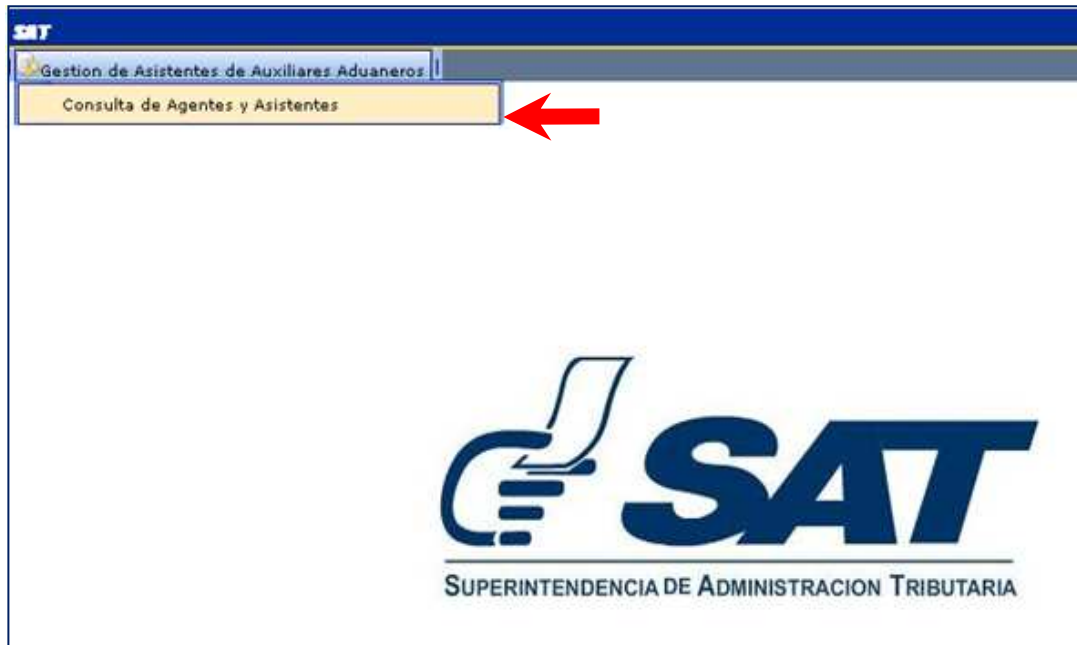 SAT
Gestion de Asistentes de Auxiliares Aduaneros
Consulta de Agentes y Asistentes
SAT
SUPERINTENDENCIA DE ADMINISTRACION TRIBUTARIA